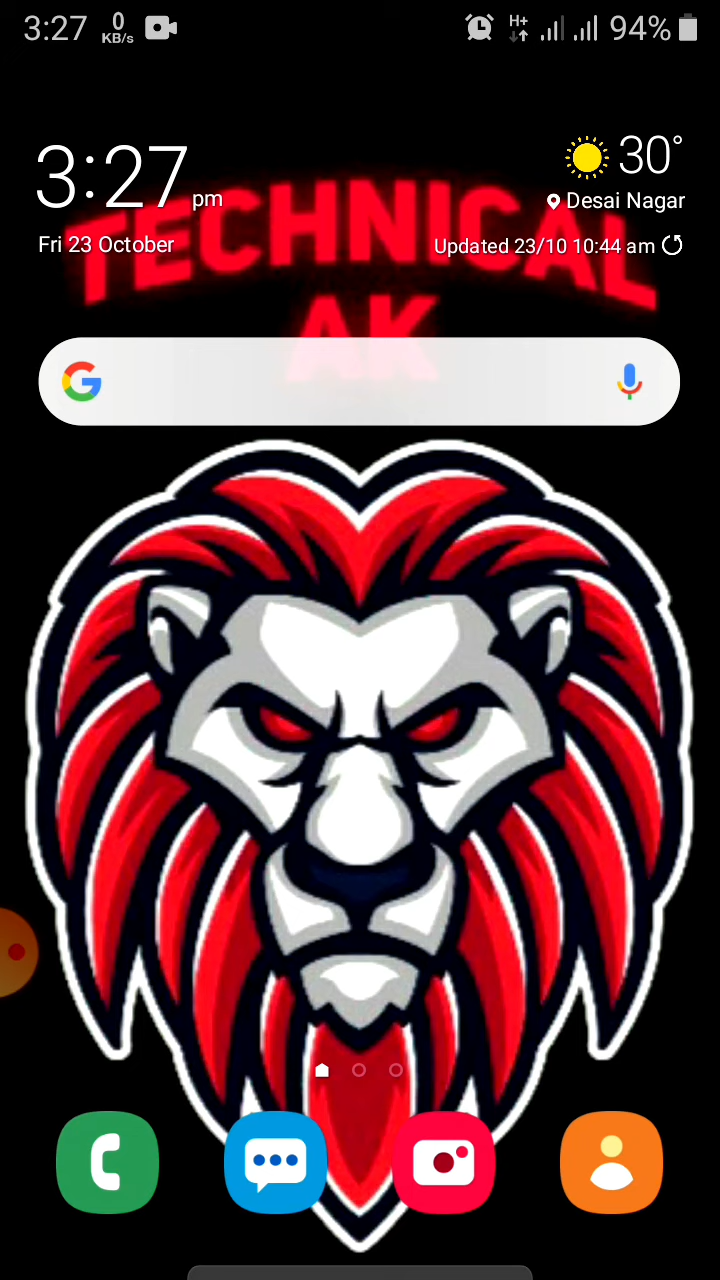 3:27 0 KB/s H+ 94%
3:27 pm 30°
Desai Nagar
Fri 23 October Updated 23/10 10:44 am
TECHNICAL
AK
G